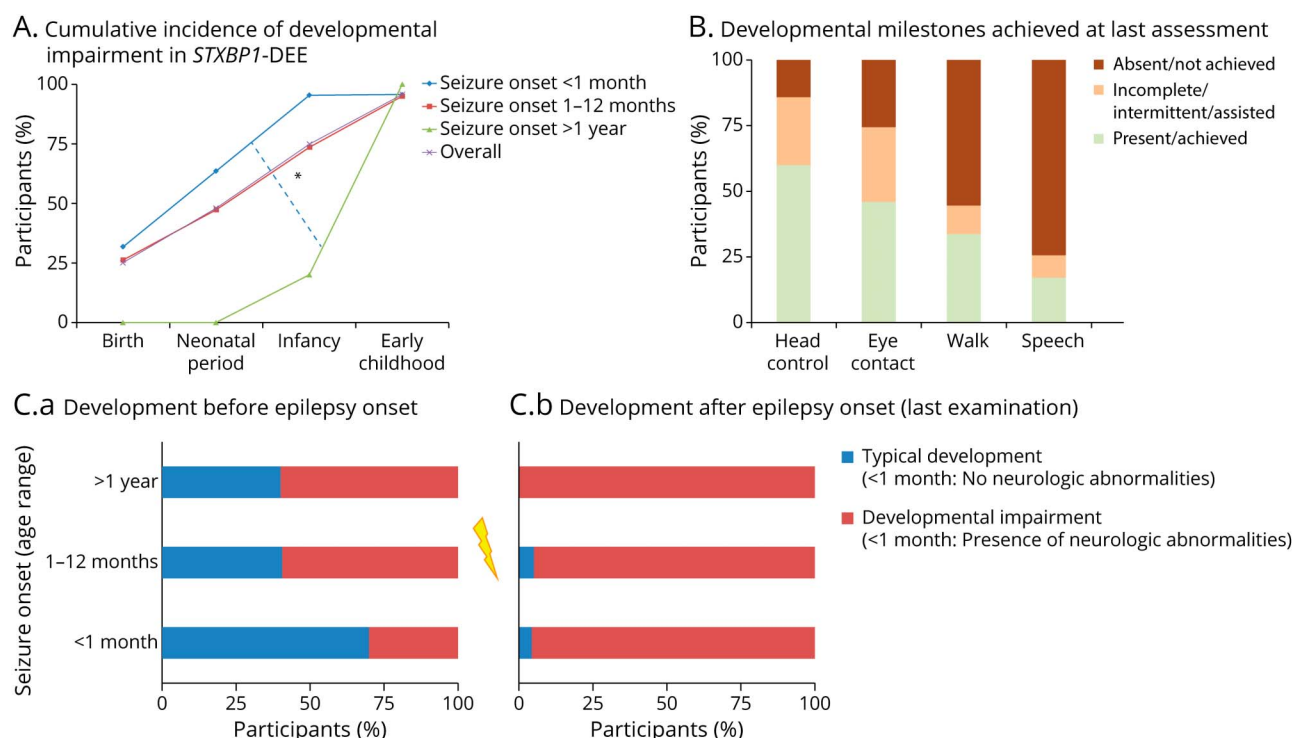 A. Cumulative incidence of developmental
impairment in STXBP1-DEE
Participants (%)
100
75
50
25
0
Birth
Neonatal
period
Infancy
Early
childhood
*
Seizure onset <1 month
Seizure onset 1–12 months
Seizure onset >1 year
Overall
B. Developmental milestones achieved at last assessment
Participants (%)
100
75
50
25
0
Head
control
Eye
contact
Walk
Speech
Absent/not achieved
Incomplete/
intermittent/assisted
Present/achieved
C.a Development before epilepsy onset
Seizure onset (age range)
>1 year
1–12 months
<1 month
0 25 50 75 100
Participants (%)
C.b Development after epilepsy onset (last examination)
0 25 50 75 100
Participants (%)
Typical development
(<1 month: No neurologic abnormalities)
Developmental impairment
(<1 month: Presence of neurologic abnormalities)